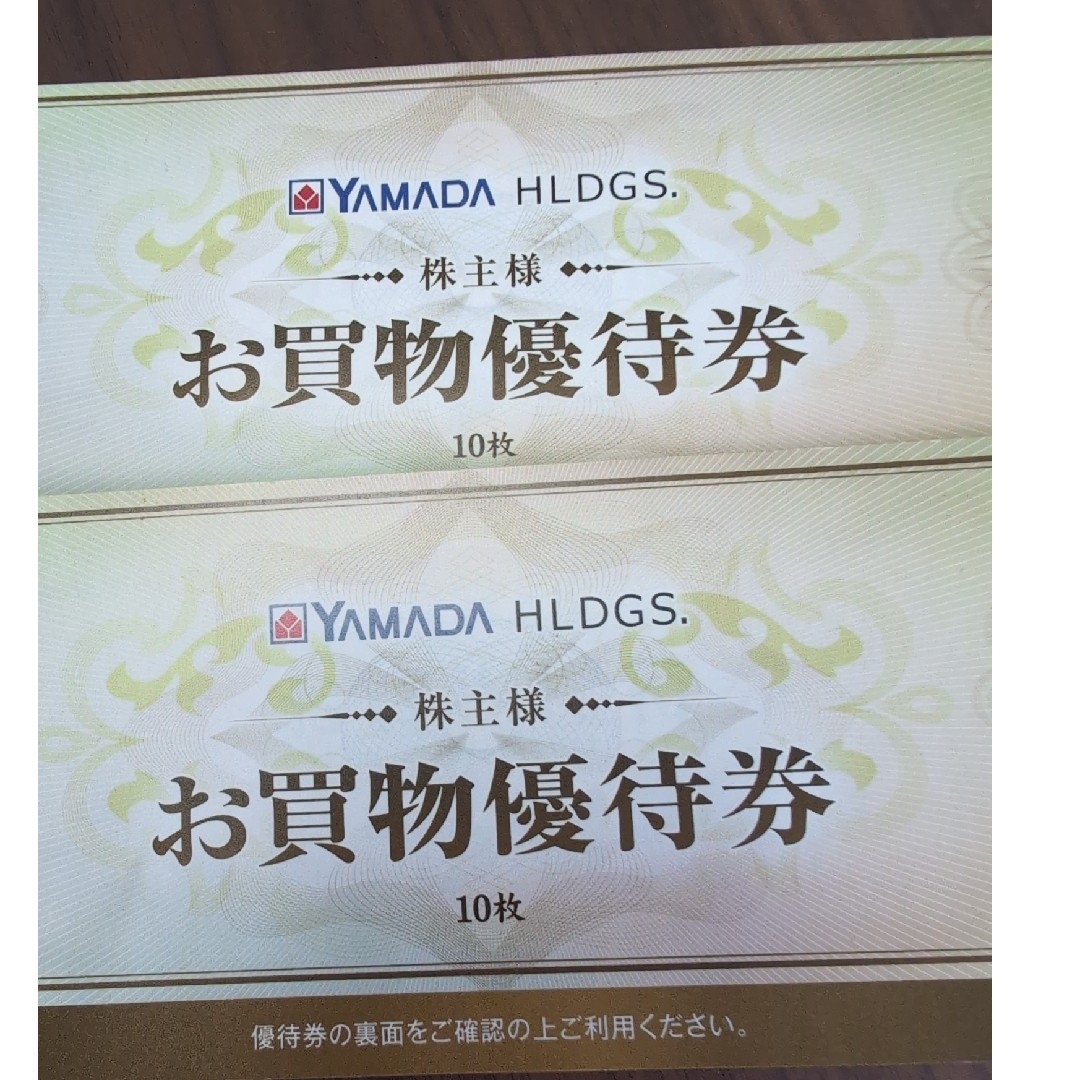 YAMADA HLDGS.
株主様
お買物優待券
10枚
YAMADA HLDGS.
株主様
お買物優待券
10枚
優待券の裏面をご確認の上ご利用ください。